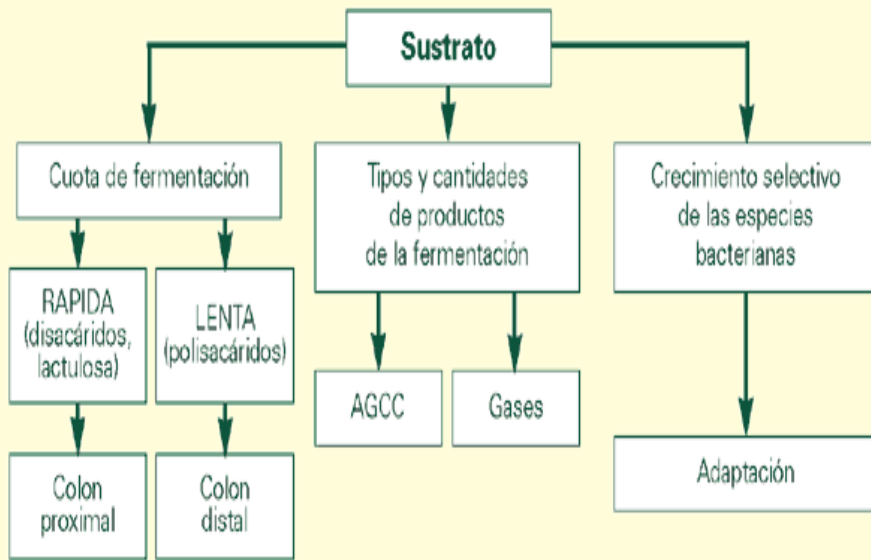 Sustrato
Cuota de fermentación
Tipos y cantidades
de productos
de la fermentación
Crecimiento selectivo
de las especies
bacterianas
RAPIDA
(disacáridos,
lactulosa)
LENTA
(polisacáridos)
AGCC
Gases
Colon
proximal
Colon
distal
Adaptación